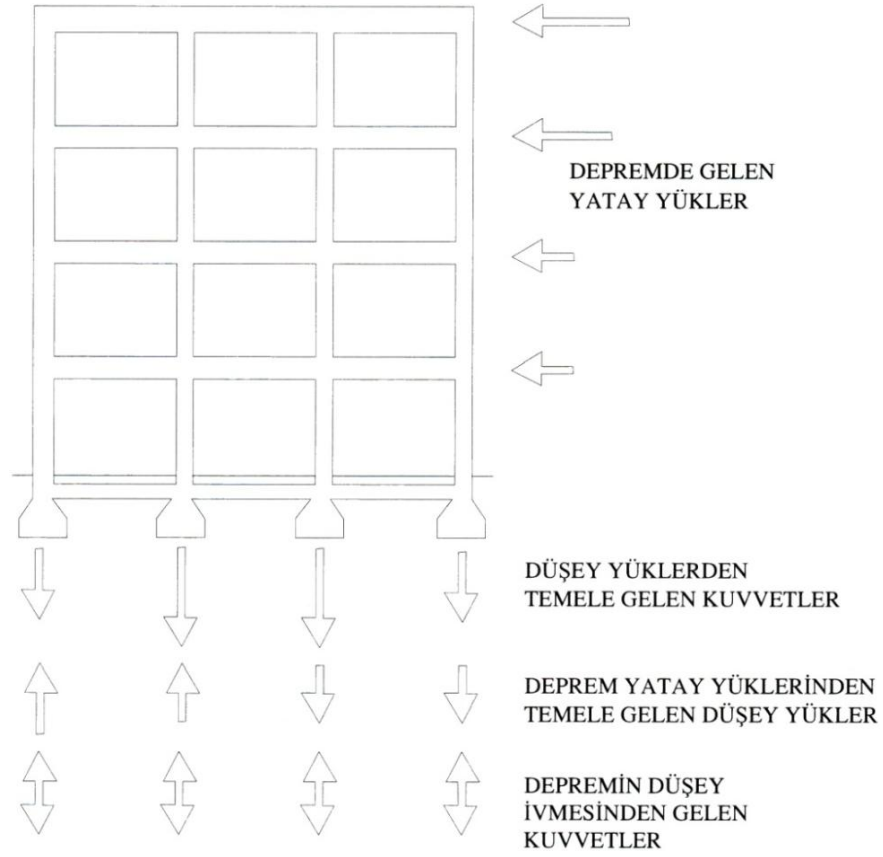 DEPREMDE GELEN
YATAY YÜKLER
DÜŞEY YÜKLERDEN
TEMELE GELEN KUVVETLER
DEPREM YATAY YÜKLERİNDEN
TEMELE GELEN DÜŞEY YÜKLER
DEPREMİN DÜŞEY
İVMESİNDEN GELEN
KUVVETLER